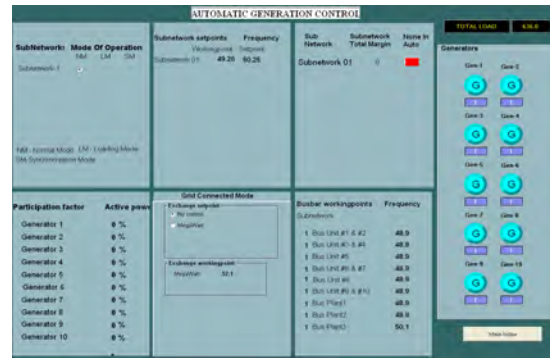 AUTOMATIC GENERATION CONTROL
TOTAL LOAD 636.0
SubNetwork Mode Of Operation
NM LM SM
Subnetwork 1
NM - Normal Mode LM - Loading Mode
SM Synchronisation Mode
Subnetwork setpoints Frequency
Workingpoint Setpoint
Subnetwork 01 49.20 50.25
Sub Network Subnetwork Total Margin None In Auto
Subnetwork 01 0
Generators
Gen-1 Gen-2
G G
Gen-3 Gen-4
G G
Gen-5 Gen-6
G G
Gen-7 Gen-8
G G
Gen-9 Gen-10
G G
Participation factor Active power
Generator 1 0 %
Generator 2 0 %
Generator 3 0 %
Generator 4 0 %
Generator 5 0 %
Generator 6 0 %
Generator 7 0 %
Generator 8 0 %
Generator 9 0 %
Generator 10 0 %
Grid Connected Mode
Exchange setpoint
No control
MegaWatt
Exchange workingpoint
MegaWatt 32.1
Busbar workingpoints Frequency
Subnetwork
1 Bus Unit #1 & #2 48.9
1 Bus Unit #3 & #4 48.9
1 Bus Unit #5 48.9
1 Bus Unit #6 & #7 48.9
1 Bus Unit #8 48.9
1 Bus Unit #9 & #10 48.9
1 Bus Plant1 48.9
1 Bus Plant2 48.9
1 Bus Plant3 50.1